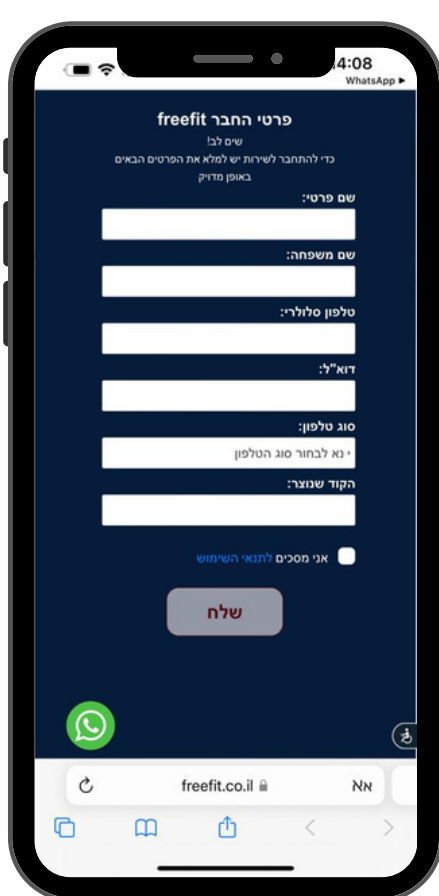 4:08
WhatsApp
פרטי החבר freefit
שים לב!
כדי להתחבר לשירות יש למלא את הפרטים הבאים
באופן מדויק
שם פרטי:
שם משפחה:
טלפון סלולרי:
דוא"ל:
סוג טלפון:
נא לבחור סוג הטלפון
הקוד שנוצר:
אני מסכים לתנאי השימוש
שלח
freefit.co.il
אא